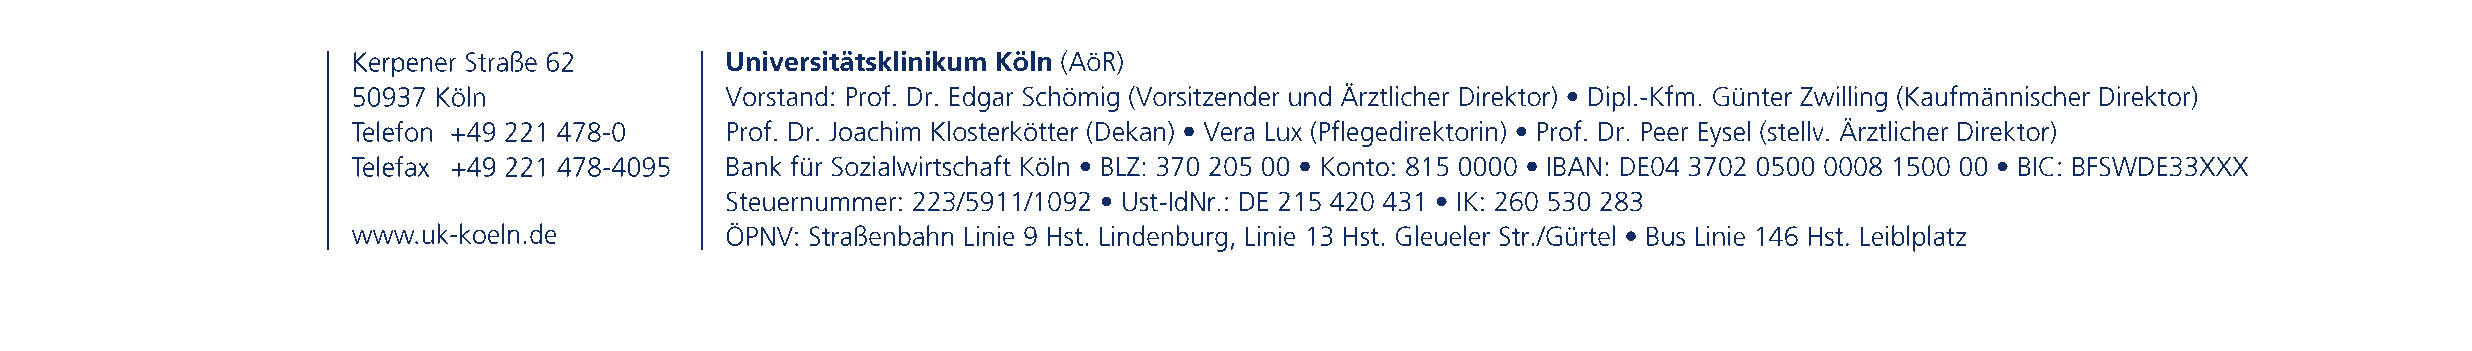 Kerpener Straße 62
50937 Köln
Telefon +49 221 478-0
Telefax +49 221 478-4095
www.uk-koeln.de
Universitätsklinikum Köln (AöR)
Vorstand: Prof. Dr. Edgar Schömig (Vorsitzender und Ärztlicher Direktor) • Dipl.-Kfm. Günter Zwilling (Kaufmännischer Direktor)
Prof. Dr. Joachim Klosterkötter (Dekan) • Vera Lux (Pflegedirektorin) • Prof. Dr. Peer Eysel (stellv. Ärztlicher Direktor)
Bank für Sozialwirtschaft Köln • BLZ: 370 205 00 • Konto: 815 0000 • IBAN: DE04 3702 0500 0008 1500 00 • BIC: BFSWDE33XXX
Steuernummer: 223/5911/1092 • Ust-IdNr.: DE 215 420 431 • IK: 260 530 283
ÖPNV: Straßenbahn Linie 9 Hst. Lindenburg, Linie 13 Hst. Gleueler Str./Gürtel • Bus Linie 146 Hst. Leiblplatz